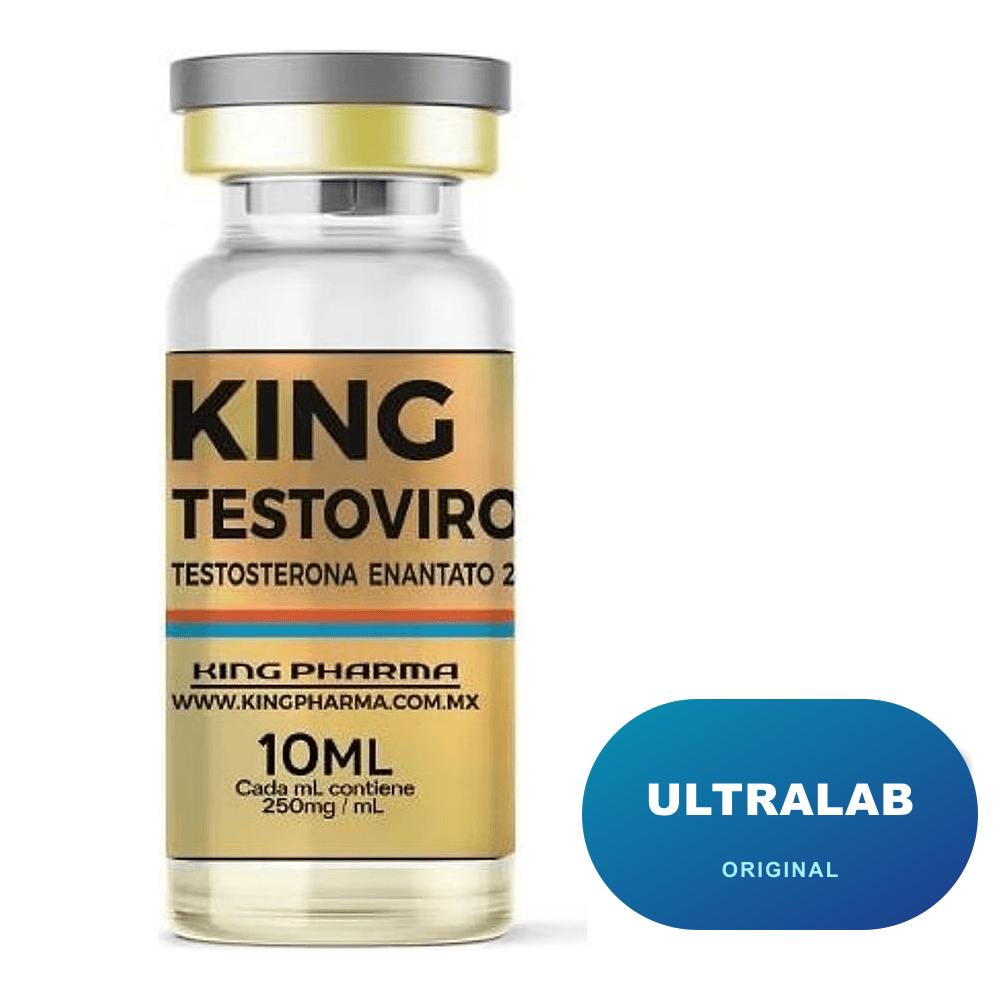 KING
TESTOVIRO
TESTOSTERONA ENANTATO 2
KING PHARMA
WWW.KINGPHARMA.COM.MX
10ML
Cada mL contiene
250mg / mL
ULTRALAB
ORIGINAL